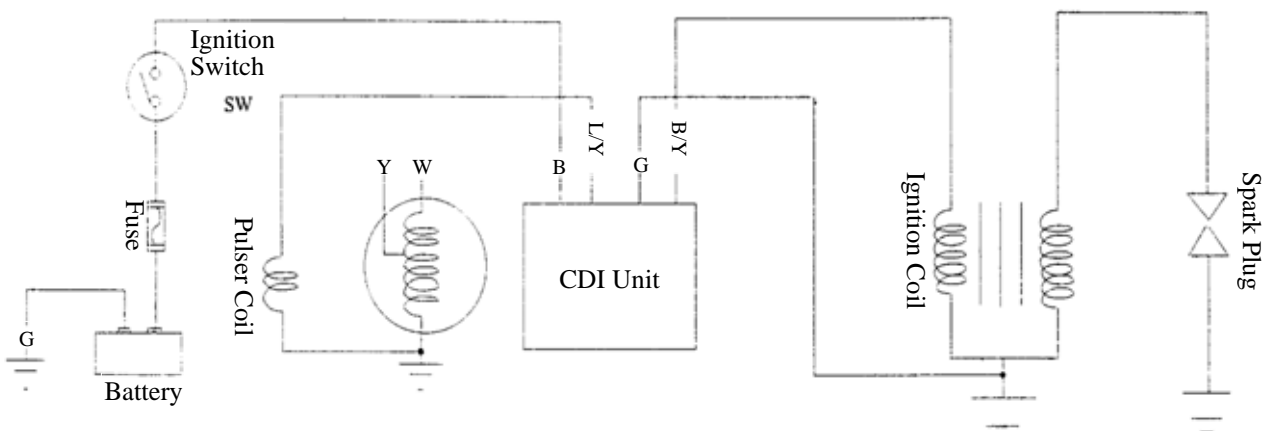 Ignition
Switch
SW
Fuse
G
Battery
Pulser Coil
Y
W
B
L/Y
G
B/Y
CDI Unit
Ignition Coil
Spark Plug